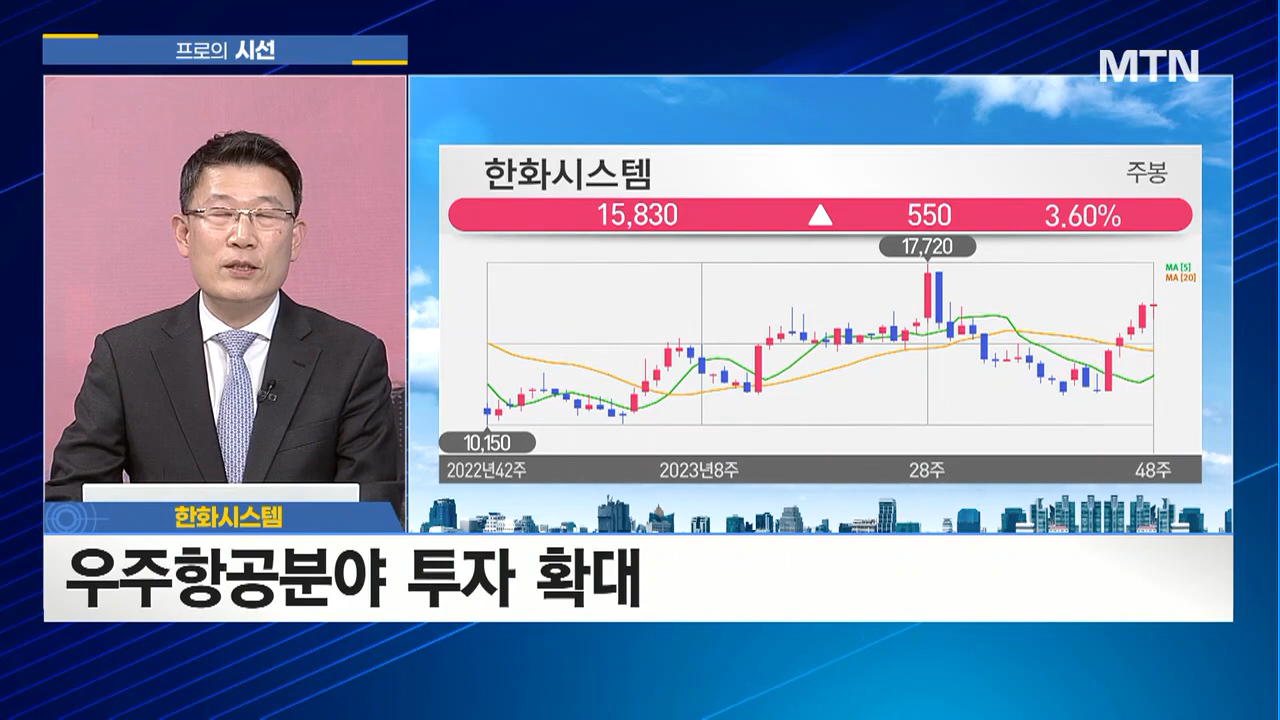 프로의 시선
MTN
한화시스템
주봉
15,830 ▲ 550 3.60%
17,720
MA [5]
MA [20]
10,150
2022년42주 2023년8주 28주 48주
한화시스템
우주항공분야 투자 확대